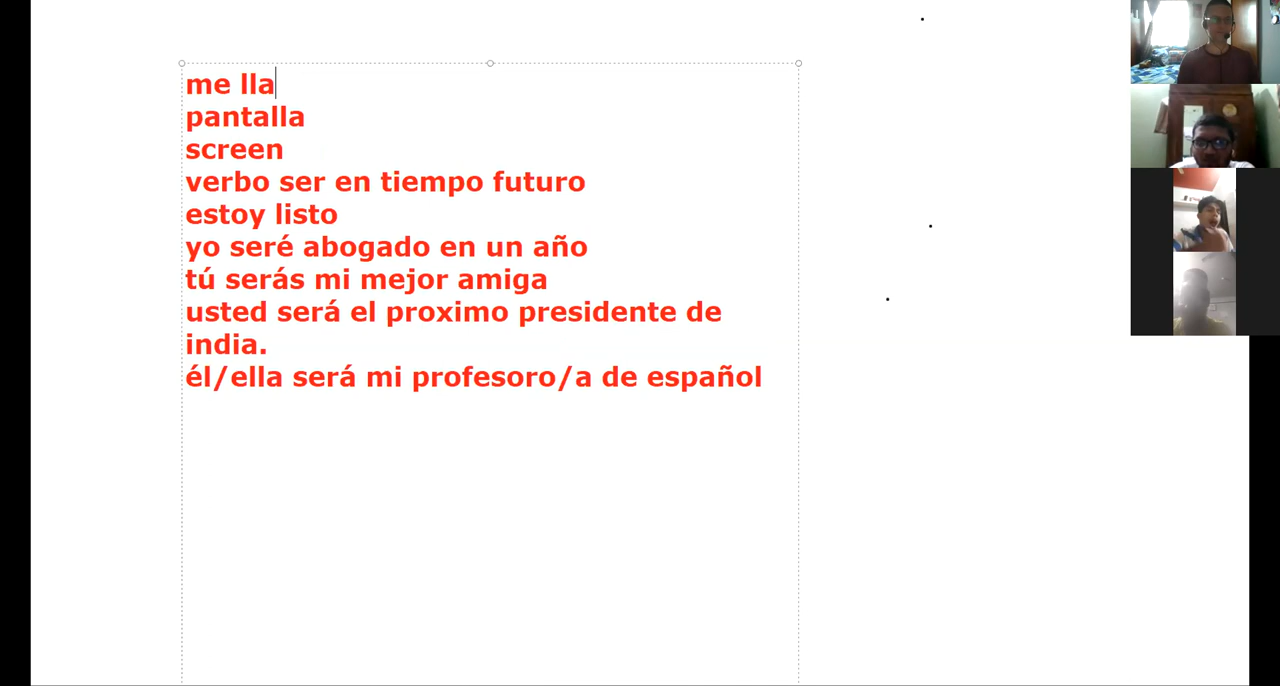 me lla
pantalla
screen
verbo ser en tiempo futuro
estoy listo
yo seré abogado en un año
tú serás mi mejor amiga
usted será el proximo presidente de
india.
él/ella será mi profesoro/a de español